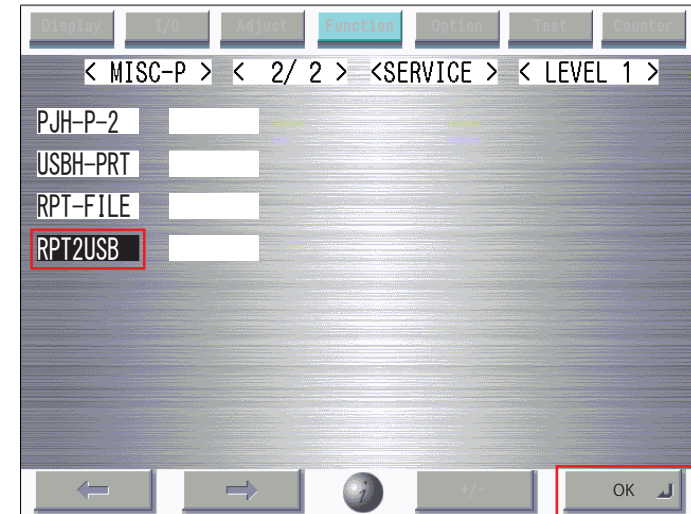 Display I/O Adjust Function Option Test Counter
< MISC-P > < 2/ 2 > <SERVICE > < LEVEL 1 >
PJH-P-2
USBH-PRT
RPT-FILE
RPT2USB
i +/- OK